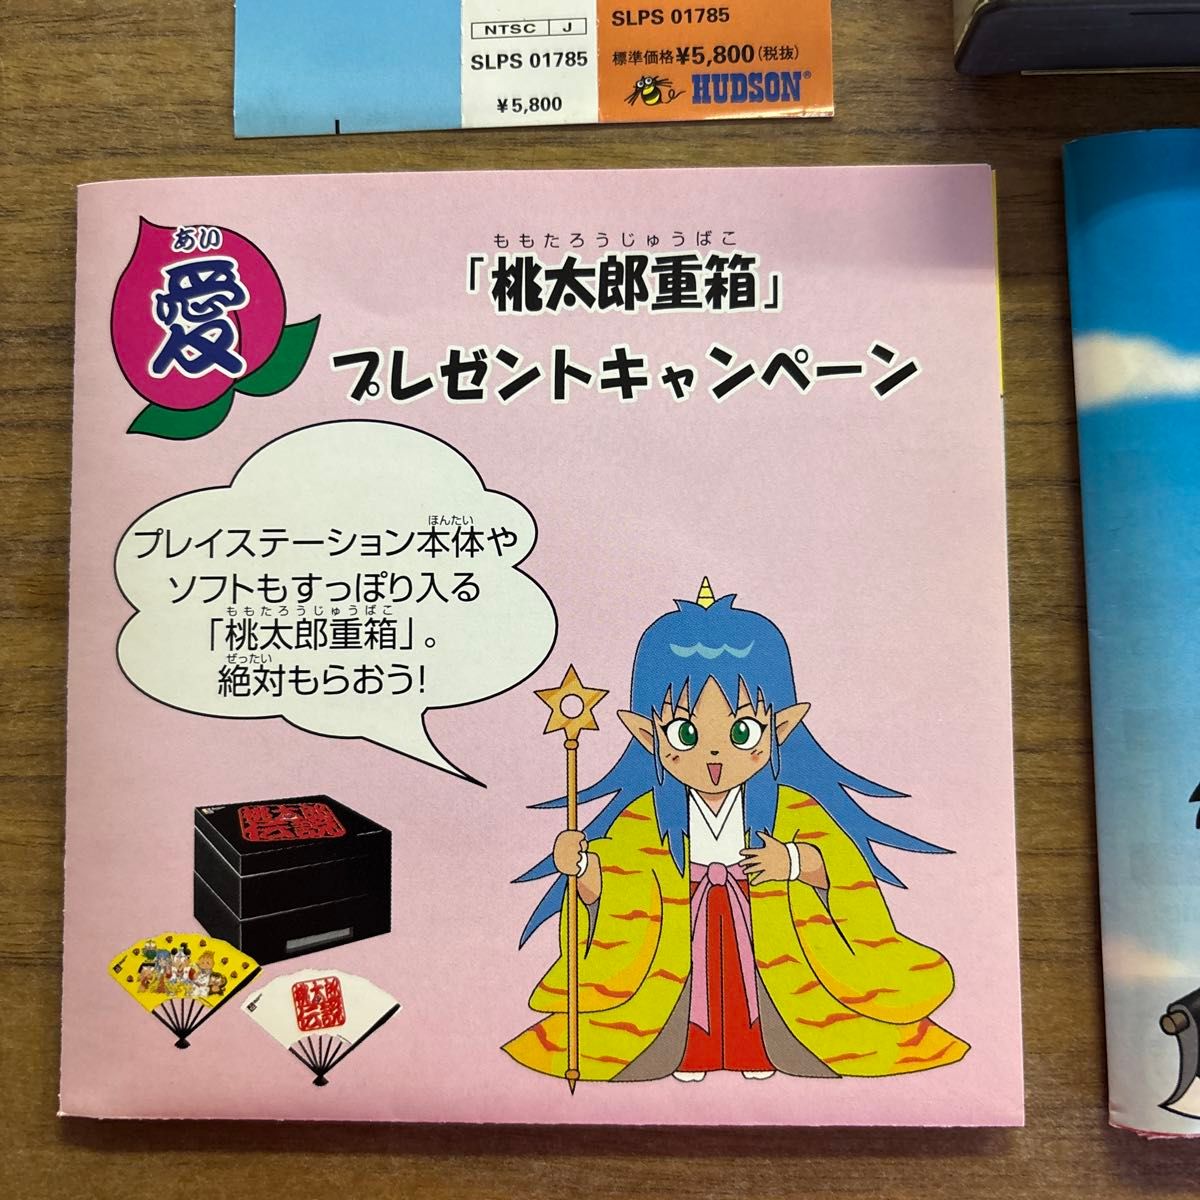 NTSC J
SLPS 01785
¥5,800
SLPS 01785
標準価格¥5,800(税抜)
HUDSON®
あい
愛
ももたろうじゅうばこ
「桃太郎重箱」
プレゼントキャンペーン
ほんたい
プレイステーション本体や
ソフトもすっぽり入る
ももたろうじゅうばこ
「桃太郎重箱」。
ぜったい
絶対もらおう!
桃太郎
伝説
桃太郎
伝説